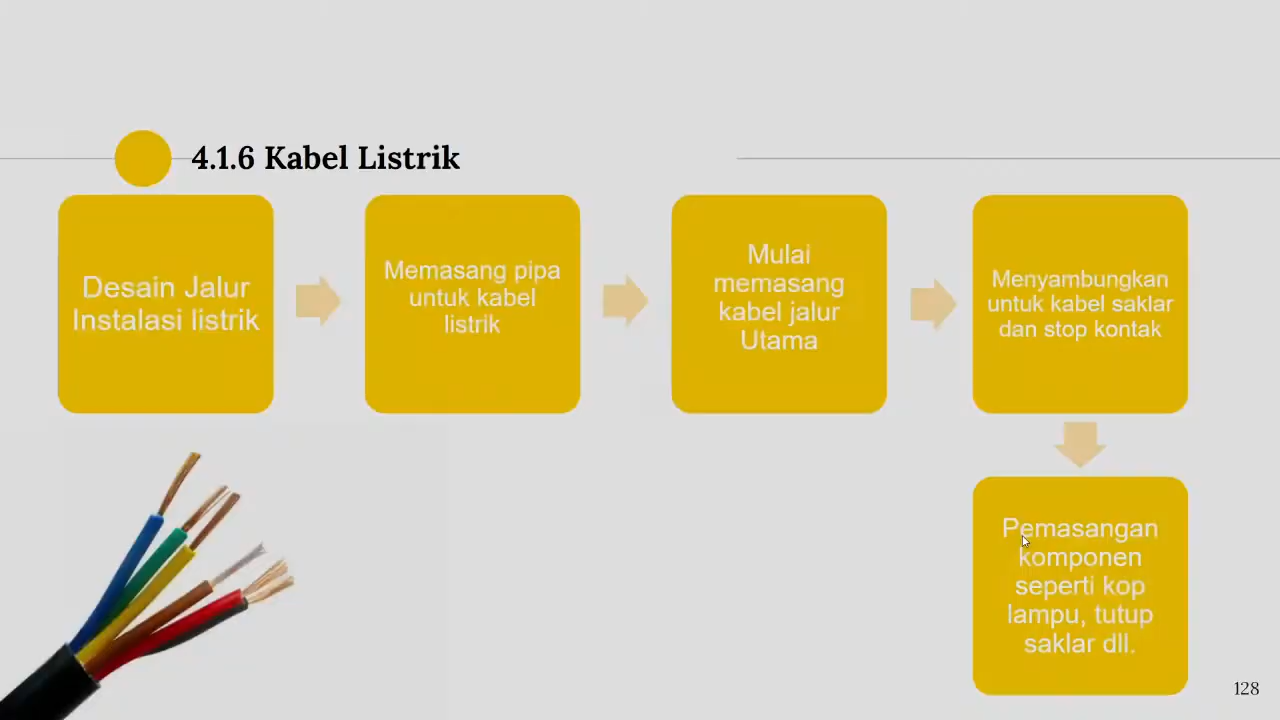 4.1.6 Kabel Listrik
Desain Jalur
Instalasi listrik
Memasang pipa
untuk kabel
listrik
Mulai
memasang
kabel jalur
Utama
Menyambungkan
untuk kabel saklar
dan stop kontak
Pemasangan
komponen
seperti kop
lampu, tutup
saklar dll.
128